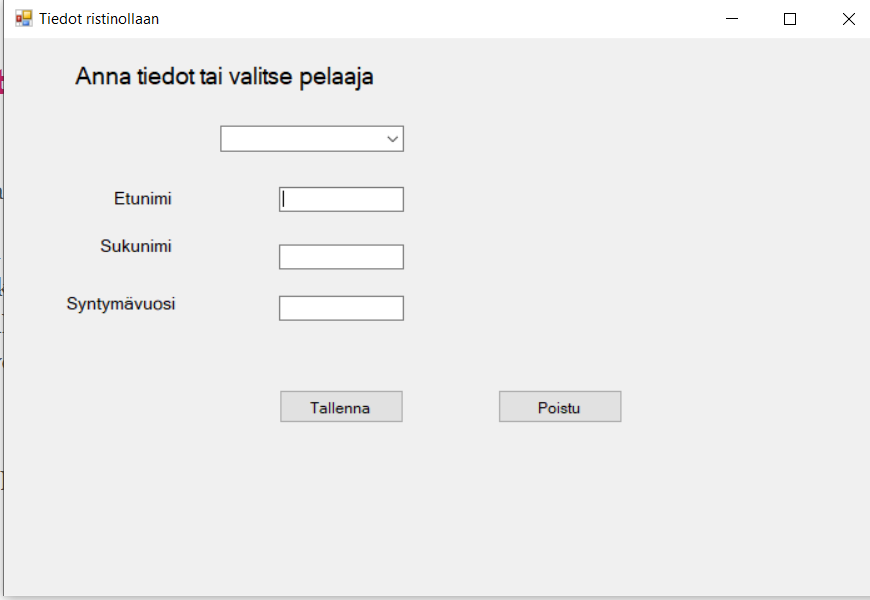 Tiedot ristinollaan
Anna tiedot tai valitse pelaaja
Etunimi
Sukunimi
Syntymävuosi
Tallenna
Poistu